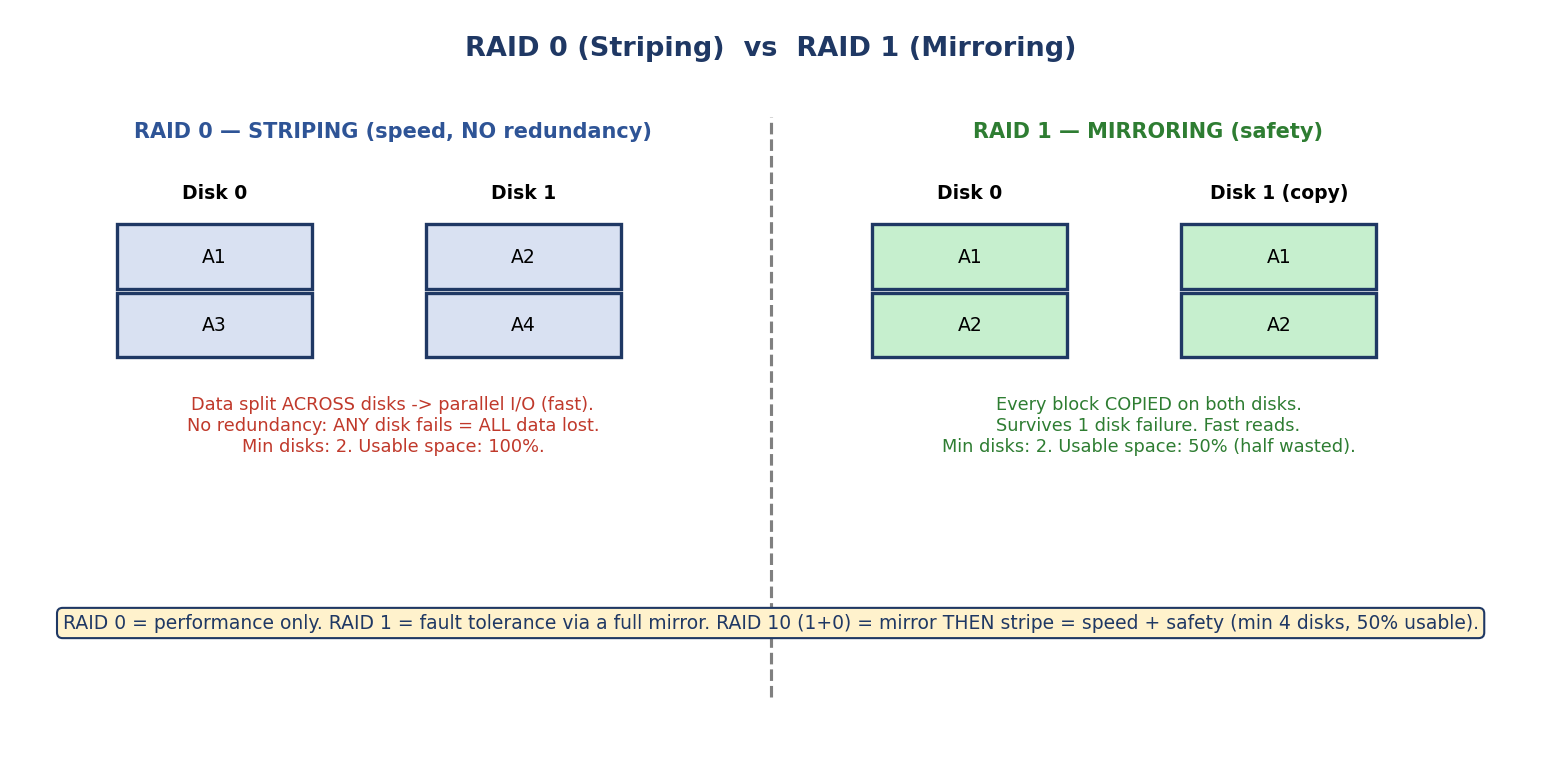 RAID 0 (Striping)  vs  RAID 1 (Mirroring)
RAID 0 — STRIPING (speed, NO redundancy)
Disk 0
Disk 1
A1
A2
A3
A4
Data split ACROSS disks -> parallel I/O (fast).
No redundancy: ANY disk fails = ALL data lost.
Min disks: 2. Usable space: 100%.
RAID 1 — MIRRORING (safety)
Disk 0
Disk 1 (copy)
A1
A1
A2
A2
Every block COPIED on both disks.
Survives 1 disk failure. Fast reads.
Min disks: 2. Usable space: 50% (half wasted).
RAID 0 = performance only. RAID 1 = fault tolerance via a full mirror. RAID 10 (1+0) = mirror THEN stripe = speed + safety (min 4 disks, 50% usable).